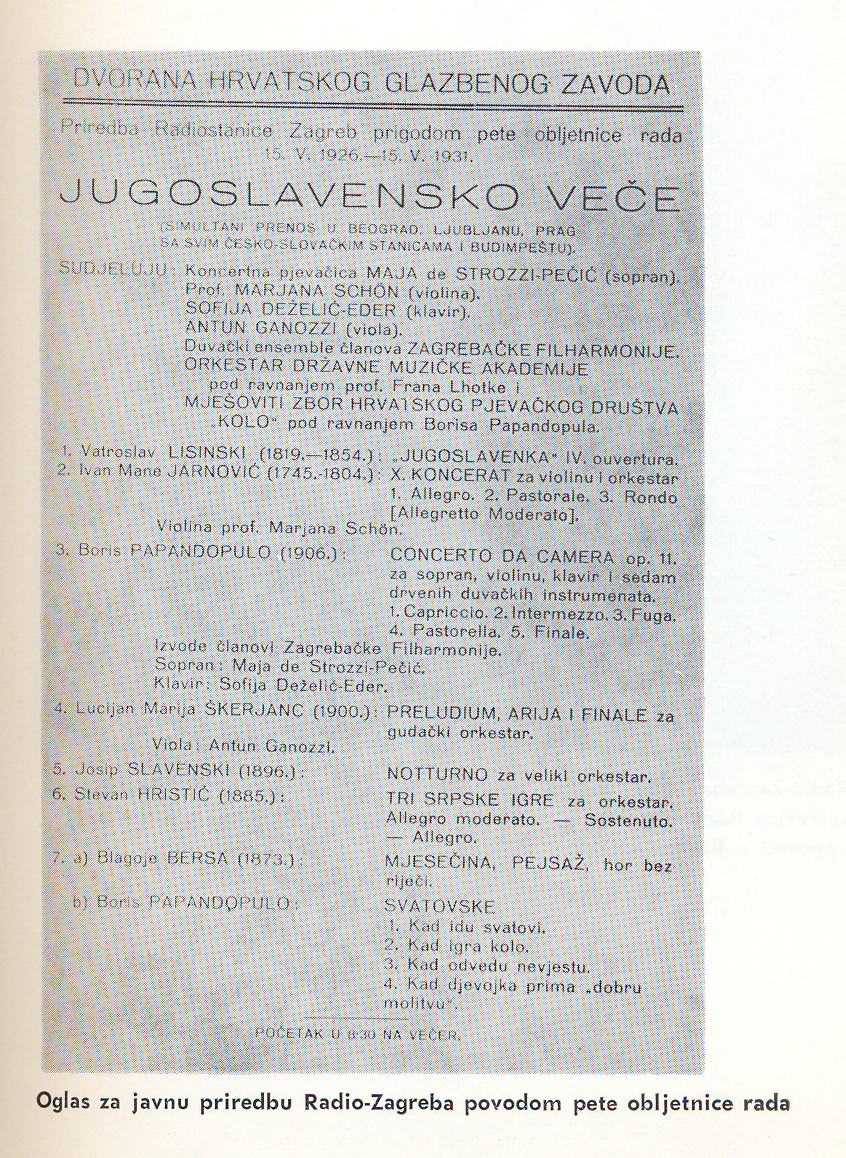 DVORANA HRVATSKOG GLAZBENOG ZAVODA
Priredba Radiostanice Zagreb prigodom pete obljetnice rada
15. V. 1926.—15. V. 1931.
JUGOSLAVENSKO VEČE
(SIMULTANI PRENOS U BEOGRAD, LJUBLJANU, PRAG
SA SVIM ČESKO-SLOVAČKIM STANICAMA I BUDIMPEŠTU).
SUDJELUJU: Koncertna pjevačica MAJA de STROZZI-PEČIĆ (sopran).
Prof. MARJANA SCHÖN (violina).
SOFIJA DEŽELIĆ-EDER (klavir).
ANTUN GANOZZI (viola).
Duvački ensemble članova ZAGREBAČKE FILHARMONIJE.
ORKESTAR DRŽAVNE MUZIČKE AKADEMIJE
pod ravnanjem prof. Frana Lhotke i
MJEŠOVITI ZBOR HRVATSKOG PJEVAČKOG DRUŠTVA
„KOLO“ pod ravnanjem Borisa Papandopula.
1. Vatroslav LISINSKI (1819.—1854.): „JUGOSLAVENKA“ IV. ouvertura.
2. Ivan Mane JARNOVIĆ (1745.-1804.): X. KONCERAT za violinu i orkestar
1. Allegro. 2. Pastorale. 3. Rondo
[Allegretto Moderato].
Violina prof. Marjana Schön.
3. Boris PAPANDOPULO (1906.): CONCERTO DA CAMERA op. 11.
za sopran, violinu, klavir i sedam
drvenih duvačkih instrumenata.
1. Capriccio. 2. Intermezzo. 3. Fuga.
4. Pastorella. 5. Finale.
Izvode članovi Zagrebačke Filharmonije.
Sopran: Maja de Strozzi-Pečić.
Klavir: Sofija Deželić-Eder.
4. Lucijan Marija ŠKERJANC (1900.): PRELUDIUM, ARIJA I FINALE za
gudački orkestar.
Viola: Antun Ganozzi.
5. Josip SLAVENSKI (1896.): NOTTURNO za veliki orkestar.
6. Stevan HRISTIĆ (1885.): TRI SRPSKE IGRE za orkestar.
Allegro moderato. — Sostenuto.
— Allegro.
7. a) Blagoje BERSA (1873.): MJESEČINA, PEJSAŽ, hor bez
riječi.
b) Boris PAPANDOPULO: SVATOVSKE
1. Kad idu svatovi.
2. Kad igra kolo.
3. Kad odvedu nevjestu.
4. Kad djevojka prima „dobru
molitvu“.
POČETAK U 8·30 NA VEČER.
Oglas za javnu priredbu Radio-Zagreba povodom pete obljetnice rada